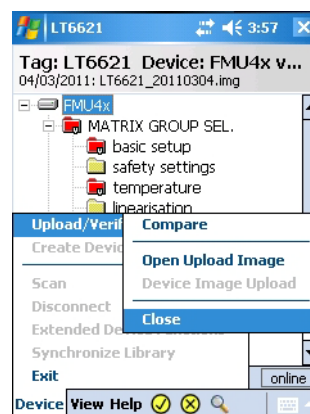 LT6621 3:57
Tag: LT6621 Device: FMU4x v...
04/03/2011: LT6621_20110304.img
FMU4x
MATRIX GROUP SEL.
basic setup
safety settings
temperature
linearisation
Upload/Verif
Compare
Create Devic
Open Upload Image
Scan
Device Image Upload
Disconnect
Close
Extended De
Synchronize Library
Exit
online
Device View Help